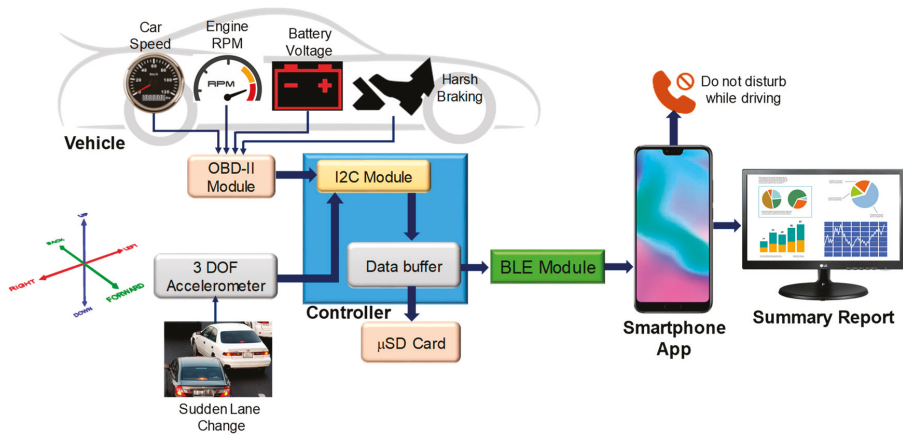 Car
Speed
Engine
RPM
Battery
Voltage
Harsh
Braking
RPM
Vehicle
OBD-II
Module
I2C Module
Data buffer
Controller
3 DOF
Accelerometer
UP
BACK
LEFT
RIGHT
FORWARD
DOWN
Sudden Lane
Change
μSD Card
BLE Module
Do not disturb
while driving
Smartphone
App
Summary Report
LG